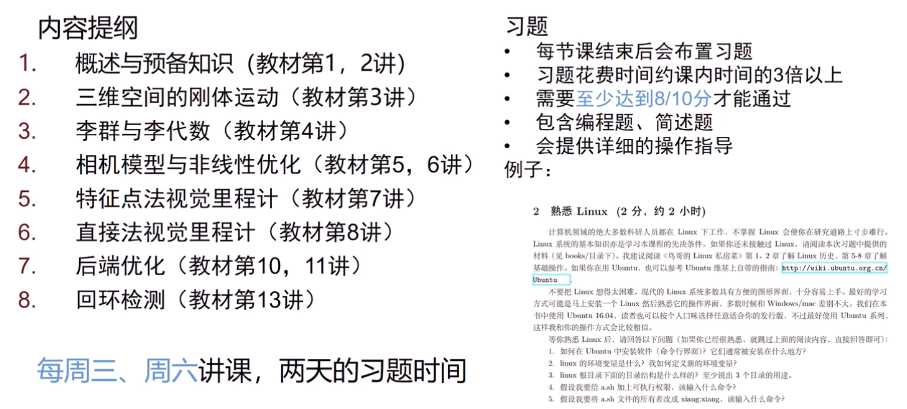 内容提纲
1. 概述与预备知识（教材第1，2讲）
2. 三维空间的刚体运动（教材第3讲）
3. 李群与李代数（教材第4讲）
4. 相机模型与非线性优化（教材第5，6讲）
5. 特征点法视觉里程计（教材第7讲）
6. 直接法视觉里程计（教材第8讲）
7. 后端优化（教材第10，11讲）
8. 回环检测（教材第13讲）
每周三、周六讲课，两天的习题时间
习题
• 每节课结束后会布置习题
• 习题花费时间约课内时间的3倍以上
• 需要至少达到8/10分才能通过
• 包含编程题、简述题
• 会提供详细的操作指导
例子：
2 熟悉 Linux （2 分，约 2 小时）
计算机领域的绝大多数科研人员都在 Linux 下工作，不掌握 Linux 会使你在研究道路上寸步难行。
Linux 系统的基本知识亦是学习本课程的先决条件。如果你还未接触过 Linux，请阅读本次习题中提供的
材料（见 books/目录下）。我建议阅读《鸟哥的 Linux 私房菜》第 1、2 章了解 Linux 历史，第 5-8 章了解
基础操作。如果你在用 Ubuntu，也可以参考 Ubuntu 维基上自带的指南：http://wiki.ubuntu.org.cn/
Ubuntu 。
不要把 Linux 想得太困难。现代的 Linux 系统多数具有方便的图形界面，十分容易上手。最好的学习
方式可能是马上安装一个 Linux 然后熟悉它的操作界面，多数时候和 Windows/mac 差别不大。我们在本
书中使用 Ubuntu 16.04，读者也可以按个人口味选择任意适合你的发行版，不过最好使用 Ubuntu 系列，
这样我和你的操作方式会比较相似。
等你熟悉 Linux 后，请回答以下问题（如果你已经很熟悉，就跳过上面的阅读内容，直接回答即可）：
1. 如何在 Ubuntu 中安装软件（命令行界面）？它们通常被安装在什么地方？
2. linux 的环境变量是什么？我如何定义新的环境变量？
3. linux 根目录下面的目录结构是什么样的？至少说出 3 个目录的用途。
4. 假设我要给 a.sh 加上可执行权限，该输入什么命令？
5. 假设我要将 a.sh 文件的所有者改成 xiang:xiang，该输入什么命令？